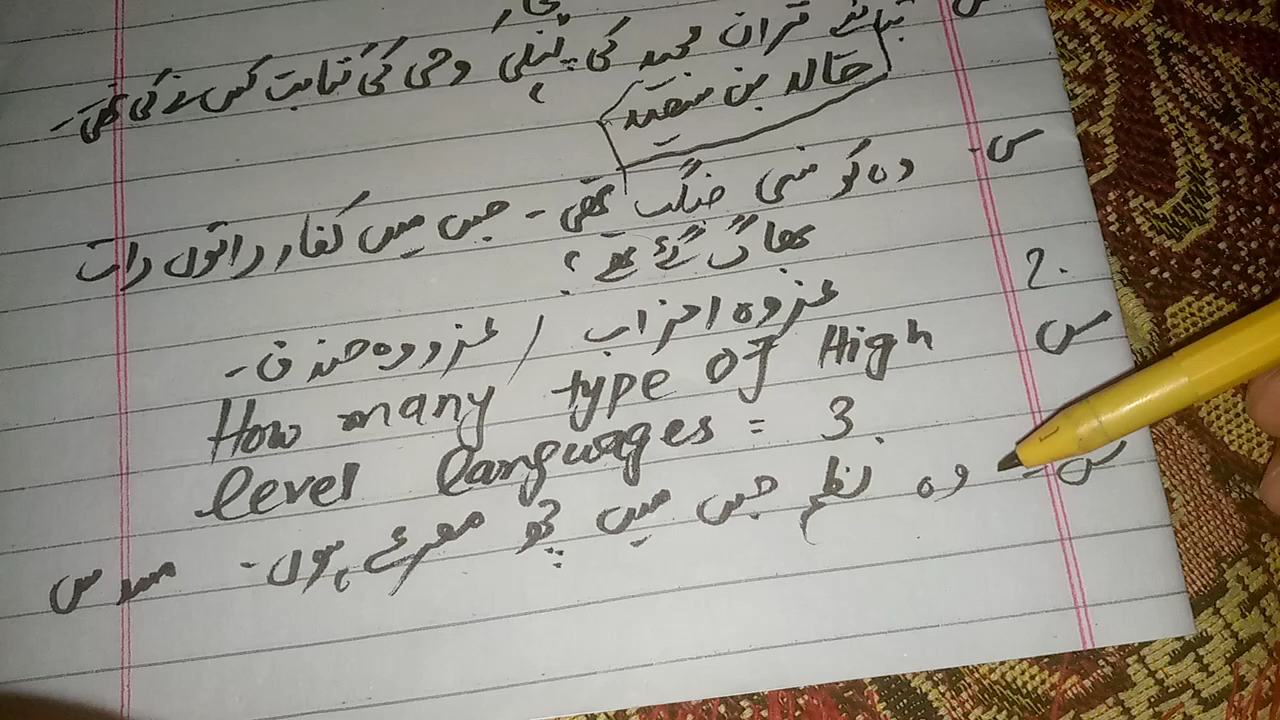 بتائے قرآن مجید کی پہلی وحی کی کتابت کس نے کی تھی۔
خالد بن سعید
س۔ وہ کونسی جنگ تھی۔ جس میں کفار راتوں رات
بھاگ گئے تھے؟
غزوہ احزاب / غزوہ خندق۔
س How many type of High
level languages = 3.
س۔ وہ نظم جس میں چھ مصرعے ہوں۔ مسدس